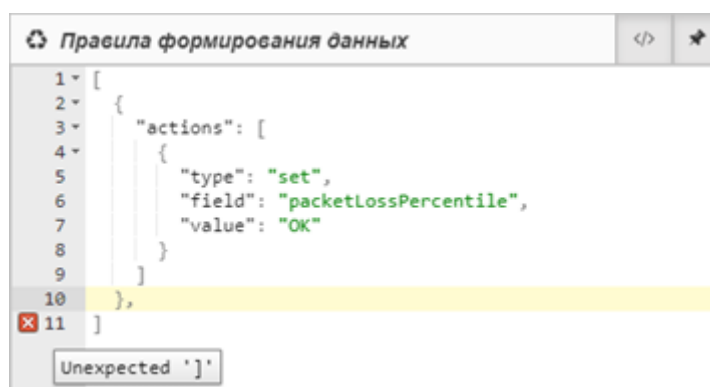 Правила формирования данных </>
1 [
2 {
3 "actions": [
4 {
5 "type": "set",
6 "field": "packetLossPercentile",
7 "value": "OK"
8 }
9 ]
10 },
11 ]
Unexpected ']'